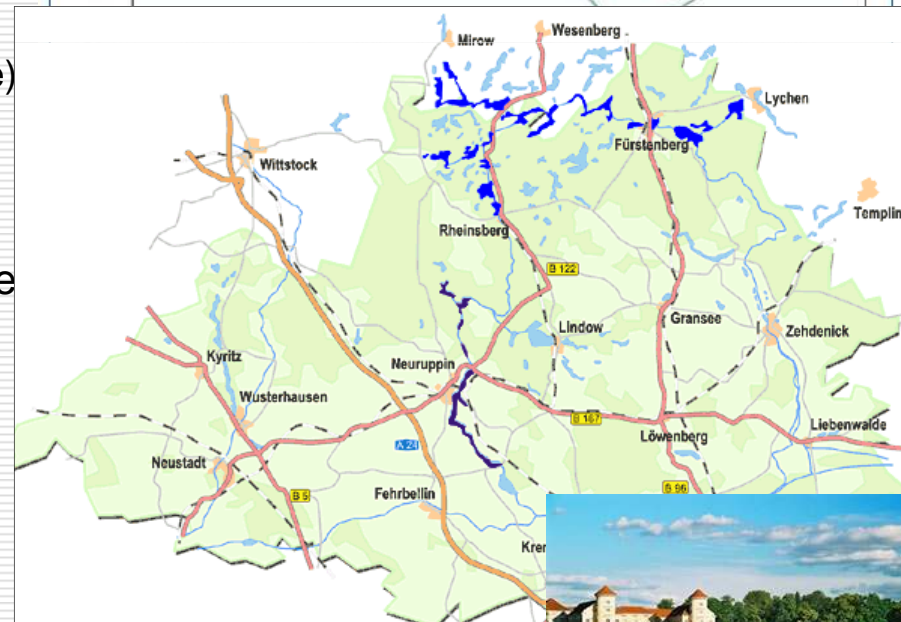 Wesenberg
Mirow
e)
Lychen
Fürstenberg
Wittstock
Templin
Rheinsberg
e
B 122
Gransee
Lindow
Zehdenick
Kyritz
Neuruppin
Wusterhausen
B 167
Liebenwalde
Löwenberg
A 24
Neustadt
B 96
Fehrbellin
B 5
Kre